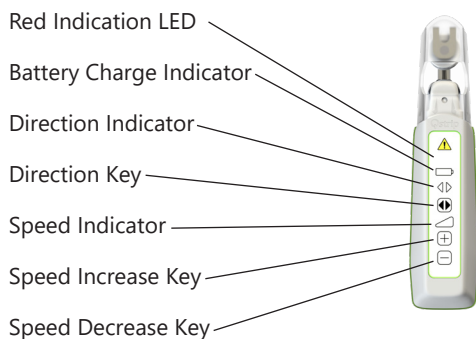 Red Indication LED
Battery Charge Indicator
Direction Indicator
Direction Key
Speed Indicator
Speed Increase Key
Speed Decrease Key